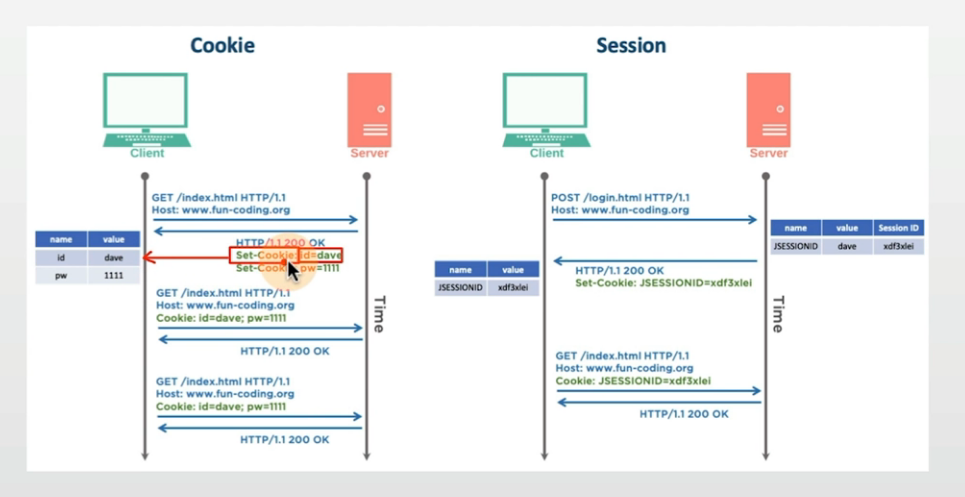 Cookie
Client
Server
GET /index.html HTTP/1.1
Host: www.fun-coding.org
HTTP/1.1 200 OK
Set-Cookie: id=dave
Set-Cookie: pw=1111
name value
id dave
pw 1111
GET /index.html HTTP/1.1
Host: www.fun-coding.org
Cookie: id=dave; pw=1111
HTTP/1.1 200 OK
GET /index.html HTTP/1.1
Host: www.fun-coding.org
Cookie: id=dave; pw=1111
HTTP/1.1 200 OK
Time
Session
Client
Server
POST /login.html HTTP/1.1
Host: www.fun-coding.org
name value Session ID
JSESSIONID dave xdf3xlei
HTTP/1.1 200 OK
Set-Cookie: JSESSIONID=xdf3xlei
name value
JSESSIONID xdf3xlei
GET /index.html HTTP/1.1
Host: www.fun-coding.org
Cookie: JSESSIONID=xdf3xlei
HTTP/1.1 200 OK
Time